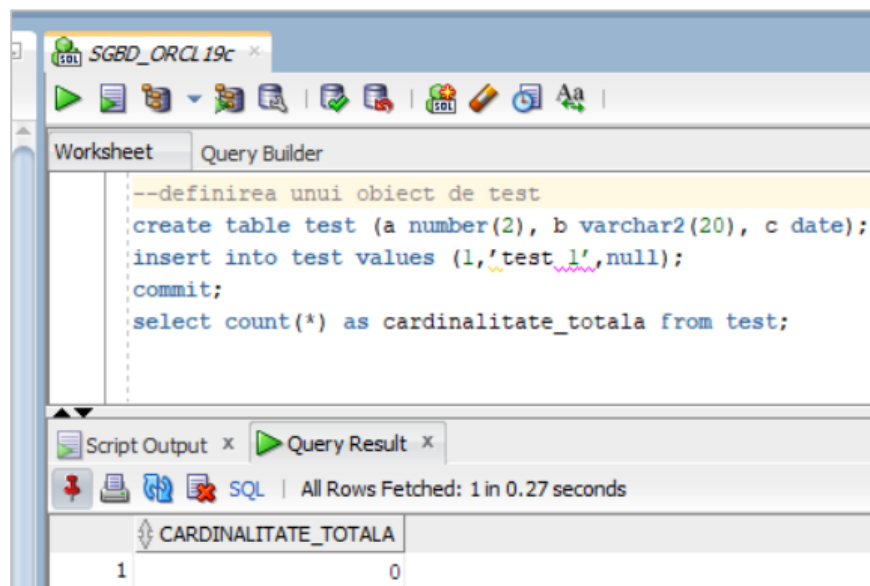 SGBD_ORCL19c
Worksheet Query Builder
--definirea unui obiect de test
create table test (a number(2), b varchar2(20), c date);
insert into test values (1,’test 1’,null);
commit;
select count(*) as cardinalitate_totala from test;
Script Output x Query Result x
SQL | All Rows Fetched: 1 in 0.27 seconds
CARDINALITATE_TOTALA
1 0